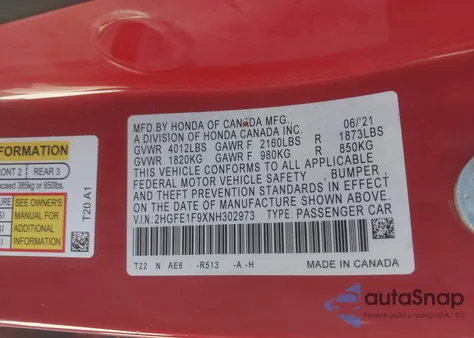 FORMATION
FRONT 2 REAR 3
exceed 385kg or 850lbs.
SEE OWNER'S
MANUAL FOR
ADDITIONAL
INFORMATION
T20 A1
MFD.BY HONDA OF CANADA MFG., 06/'21
A DIVISION OF HONDA CANADA INC.
GVWR 4012LBS GAWR F 2160LBS R 1873LBS
GVWR 1820KG GAWR F 980KG R 850KG
THIS VEHICLE CONFORMS TO ALL APPLICABLE
FEDERAL MOTOR VEHICLE SAFETY , BUMPER ,
AND THEFT PREVENTION STANDARDS IN EFFECT
ON THE DATE OF MANUFACTURE SHOWN ABOVE.
V.I.N:2HGFE1F9XNH302973 TYPE: PASSENGER CAR
T22 N AE6 -R513 -A -H MADE IN CANADA
autoSnap